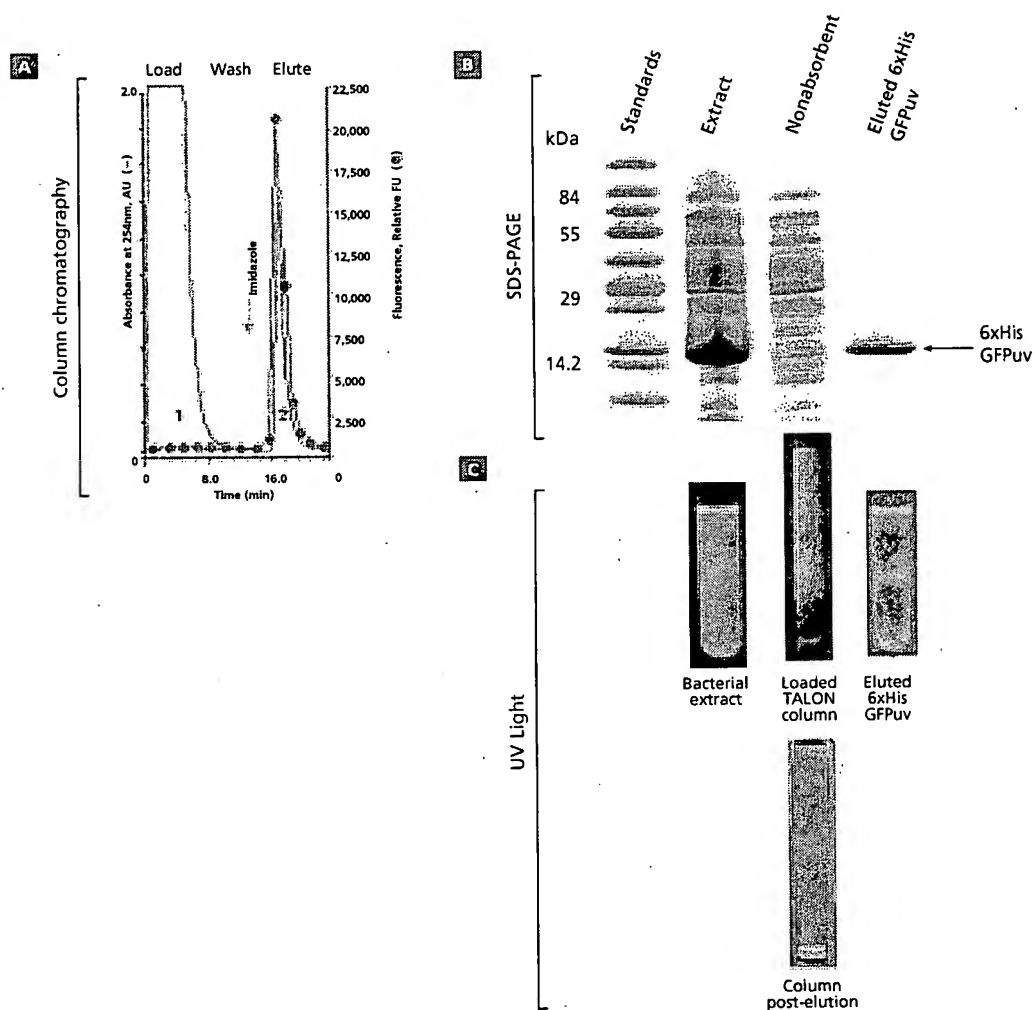 A
Column chromatography
Load Wash Elute
2.0
0
Absorbance at 254nm, AU (–)
Imidazole
1
2
22,500
20,000
17,500
15,000
12,500
10,000
7,500
5,000
2,500
0
Fluorescence, Relative FU
0 8.0 16.0
Time (min)
B
SDS-PAGE
kDa
Standards
Extract
Nonabsorbent
Eluted 6xHis
GFPuv
84
55
29
14.2
6xHis
GFPuv
C
UV Light
Bacterial
extract
Loaded
TALON
column
Eluted
6xHis
GFPuv
Column
post-elution